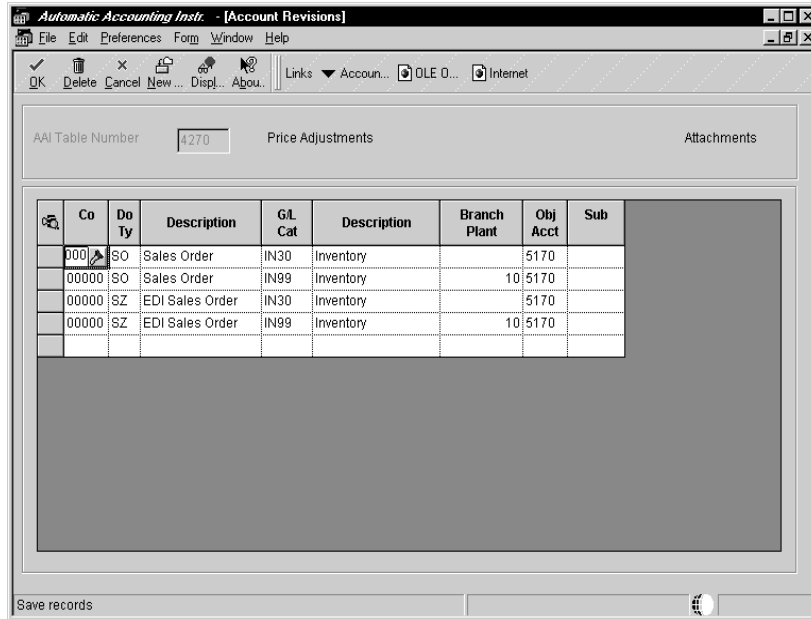 Automatic Accounting Instr. - [Account Revisions]
File Edit Preferences Form Window Help
OK Delete Cancel New ... Displ... Abou.. Links Accoun... OLE O... Internet
AAI Table Number 4270 Price Adjustments Attachments
Co Do Ty Description G/L Cat Description Branch Plant Obj Acct Sub
000 SO Sales Order IN30 Inventory 5170
00000 SO Sales Order IN99 Inventory 10 5170
00000 SZ EDI Sales Order IN30 Inventory 5170
00000 SZ EDI Sales Order IN99 Inventory 10 5170
Save records